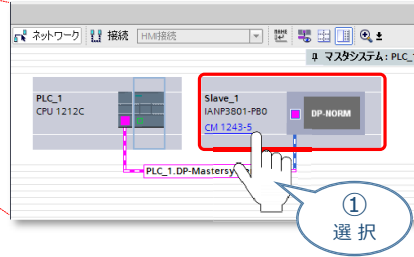 ネットワーク 接続 HMI接続
マスタシステム : PLC_
PLC_1
CPU 1212C
Slave_1
IANP3801-PB0
CM 1243-5
DP-NORM
PLC_1.DP-Mastersy
①
選 択